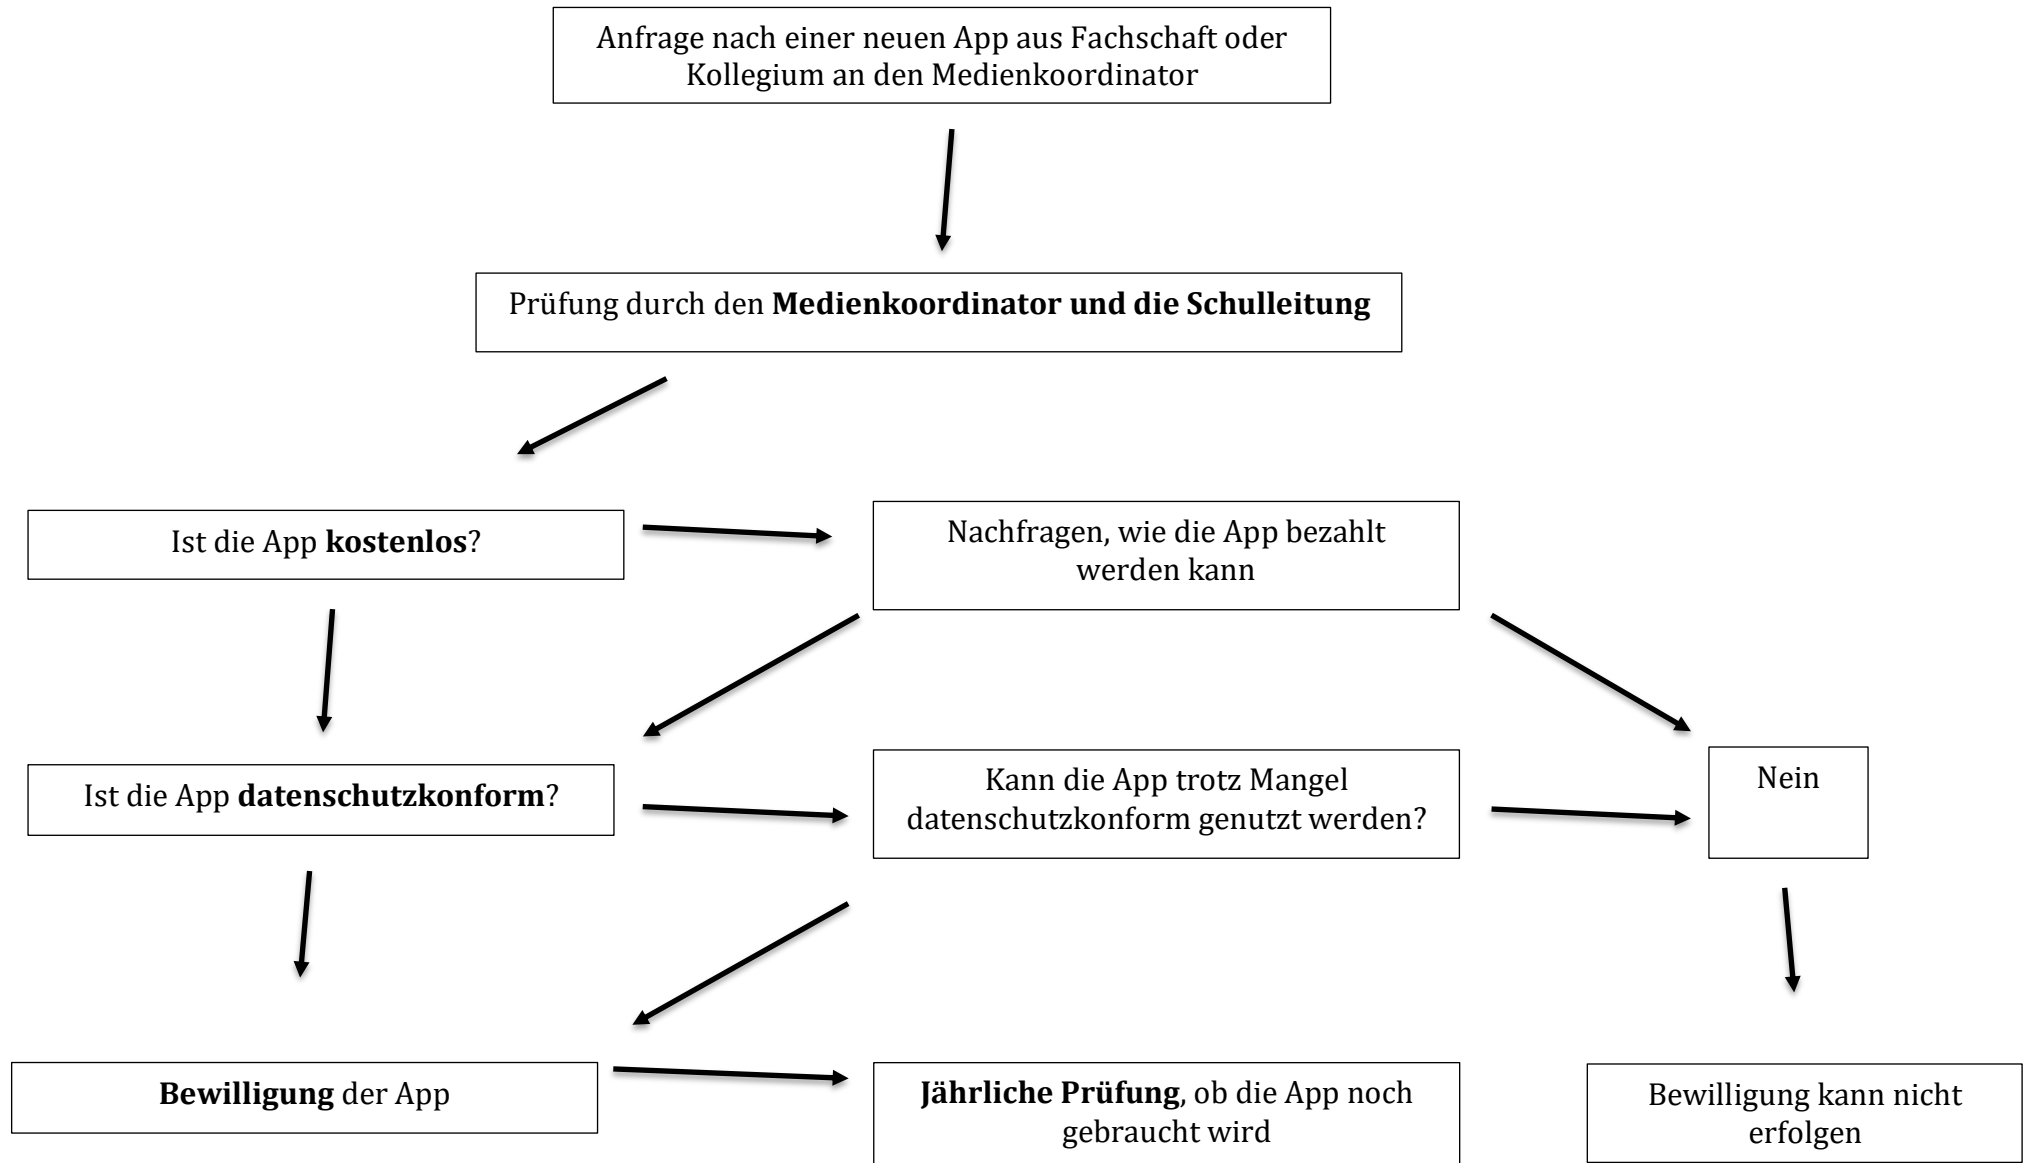 Anfrage nach einer neuen App aus Fachschaft oder
Kollegium an den Medienkoordinator
Prüfung durch den Medienkoordinator und die Schulleitung
Ist die App kostenlos?
Nachfragen, wie die App bezahlt
werden kann
Ist die App datenschutzkonform?
Kann die App trotz Mangel
datenschutzkonform genutzt werden?
Nein
Bewilligung der App
Jährliche Prüfung, ob die App noch
gebraucht wird
Bewilligung kann nicht
erfolgen